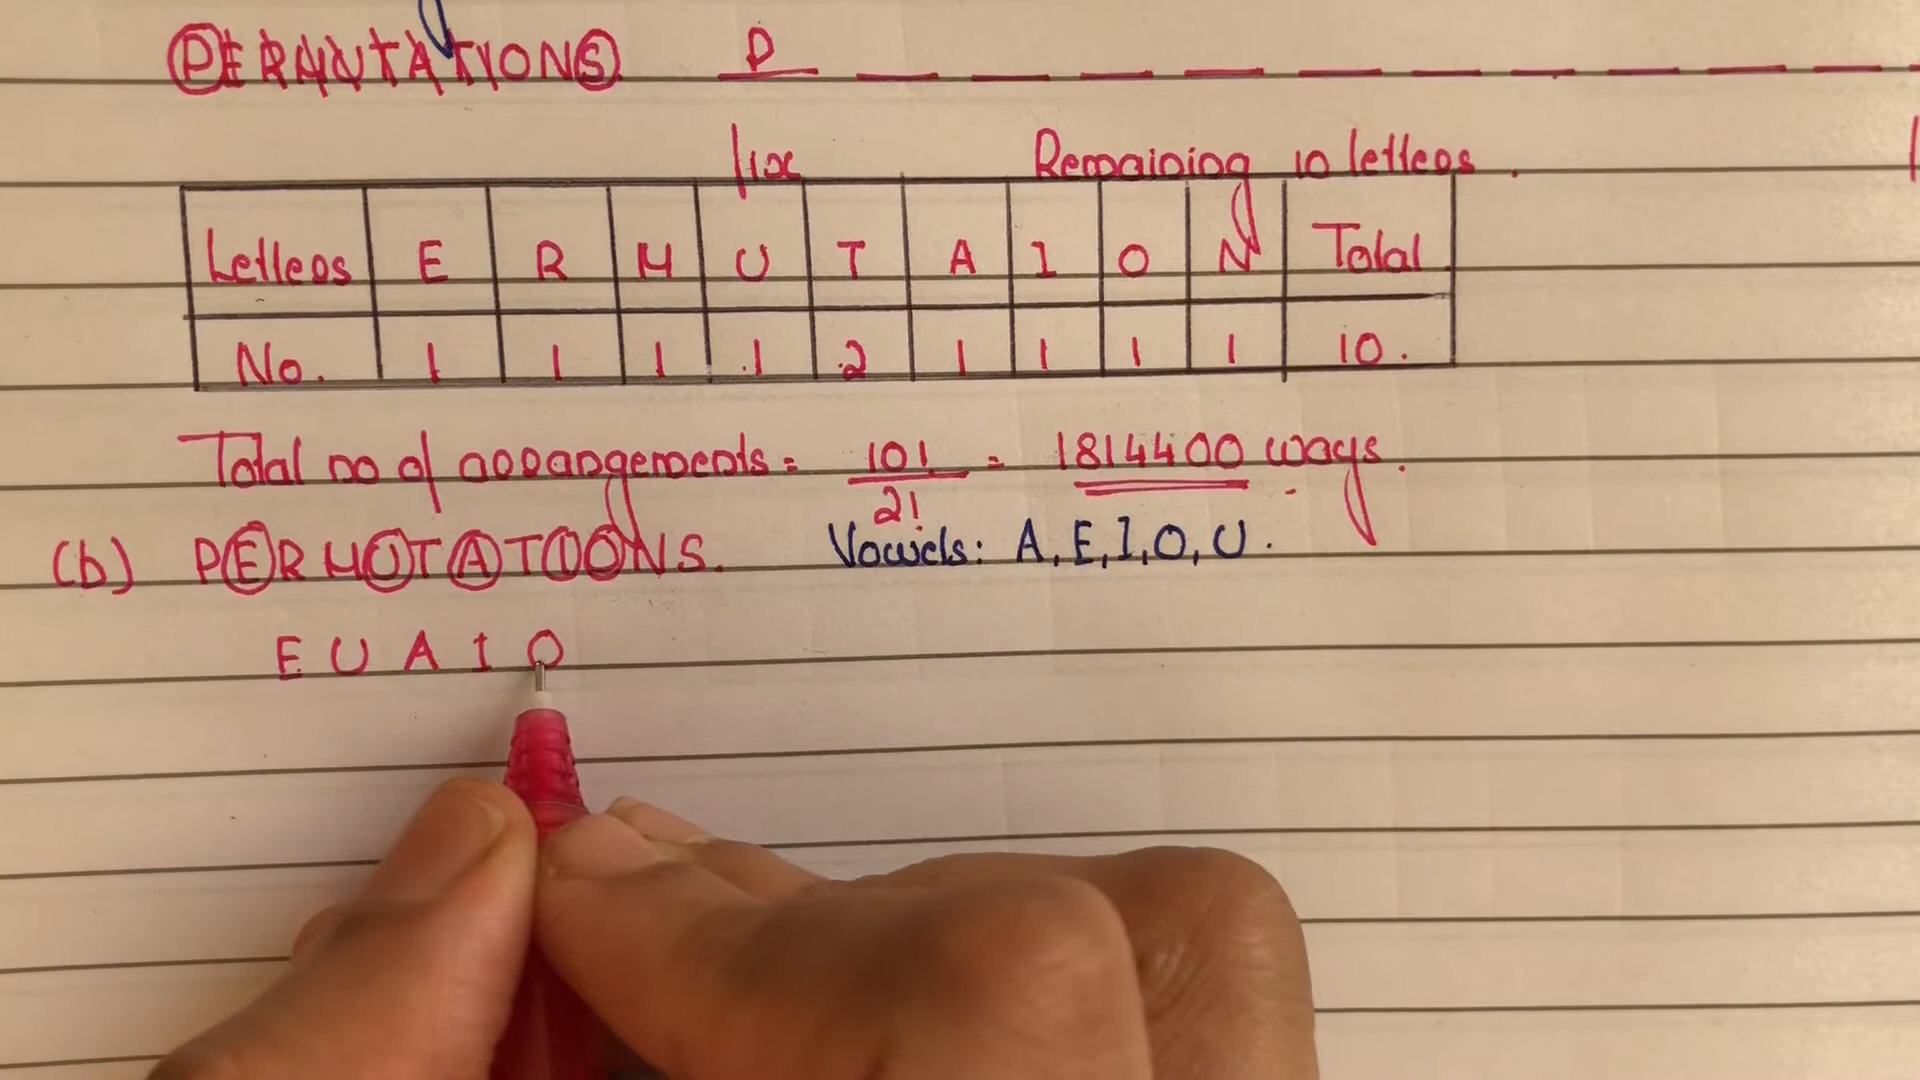 PERMUTATIONS P
fix Remaining 10 letters.
Letters E R M U T A I O N Total
No. 1 1 1 1 2 1 1 1 1 10.
Total no of arrangements = 10! / 2! = 1814400 ways.
(b) PERMUTATIONS. Vowels: A, E, I, O, U.
E U A I O